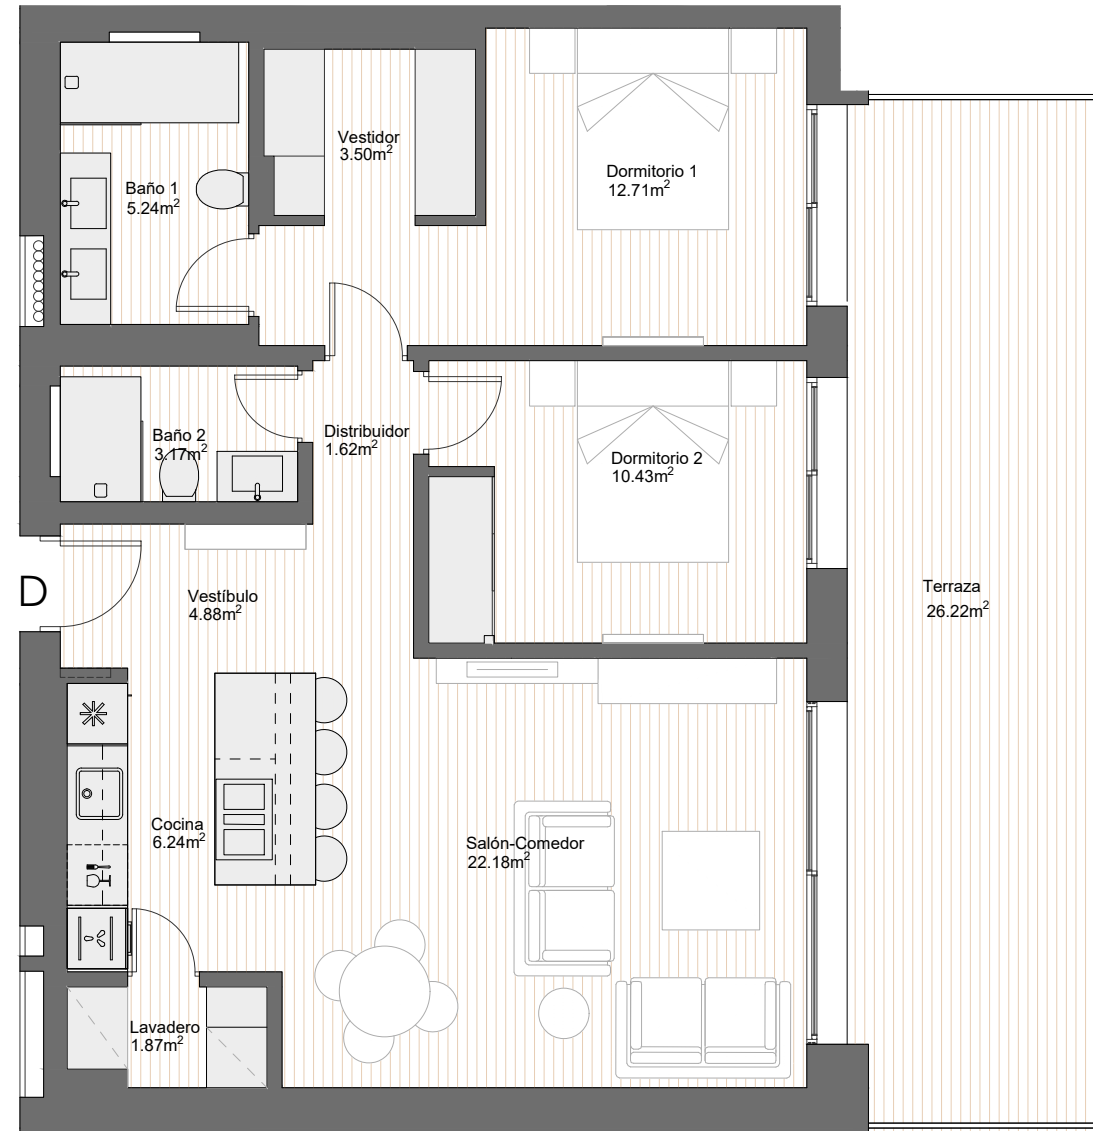 Vestidor
3.50m²
Dormitorio 1
12.71m²
Baño 1
5.24m²
Distribuidor
1.62m²
Baño 2
3.17m²
Dormitorio 2
10.43m²
D
Vestíbulo
4.88m²
Terraza
26.22m²
Cocina
6.24m²
Salón-Comedor
22.18m²
Lavadero
1.87m²